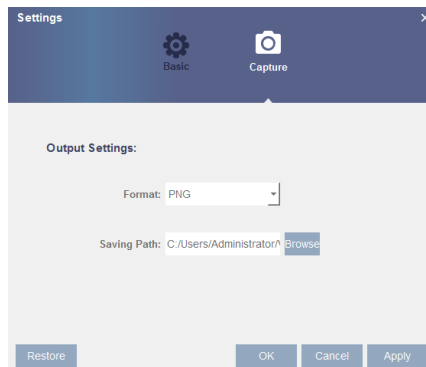 Settings
Basic
Capture
Output Settings:
Format: PNG
Saving Path: C:/Users/Administrator/ Browse
Restore OK Cancel Apply